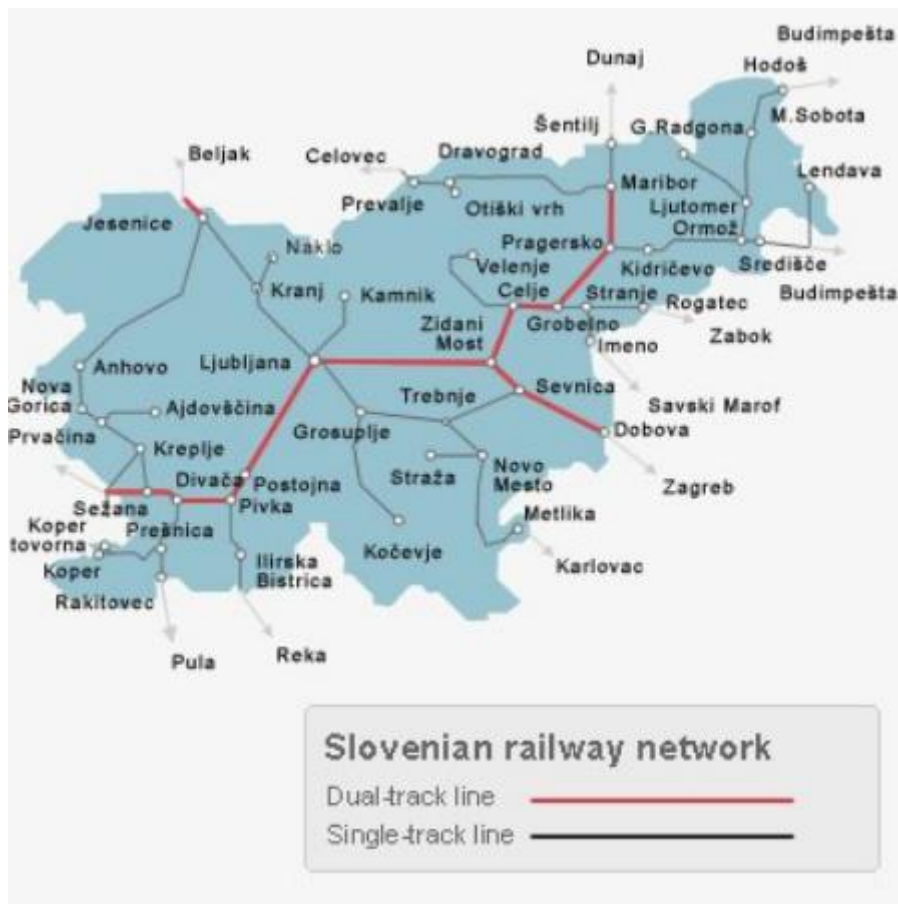 Budimpešta
Dunaj
Hodoš
Šentilj
G.Radgona
M.Sobota
Beljak
Celovec
Dravograd
Lendava
Prevalje
Otiški vrh
Maribor
Ljutomer
Jesenice
Ormož
Pragersko
Naklo
Velenje
Kidričevo
Središče
Kranj
Kamnik
Celje
Stranje
Rogatec
Budimpešta
Zidani
Most
Grobelno
Zabok
Imeno
Ljubljana
Anhovo
Trebnje
Sevnica
Nova
Gorica
Ajdovščina
Savski Marof
Prvačina
Grosuplje
Dobova
Kreplje
Straža
Novo
Mesto
Divača
Postojna
Zagreb
Sežana
Pivka
Metlika
Koper
tovorna
Prešnica
Kočevje
Karlovac
Koper
Ilirska
Bistrica
Rakitovec
Pula
Reka
Slovenian railway network
Dual-track line
Single-track line